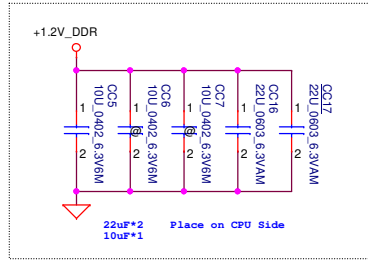 +1.2V_DDR
CC5
10U_0402_6.3V6M
1
2
CC6
10U_0402_6.3V6M
1
@
2
CC7
10U_0402_6.3V6M
1
@
2
CC16
22U_0603_6.3VAM
1
2
CC17
22U_0603_6.3VAM
1
2
22uF*2 Place on CPU Side
10uF*1